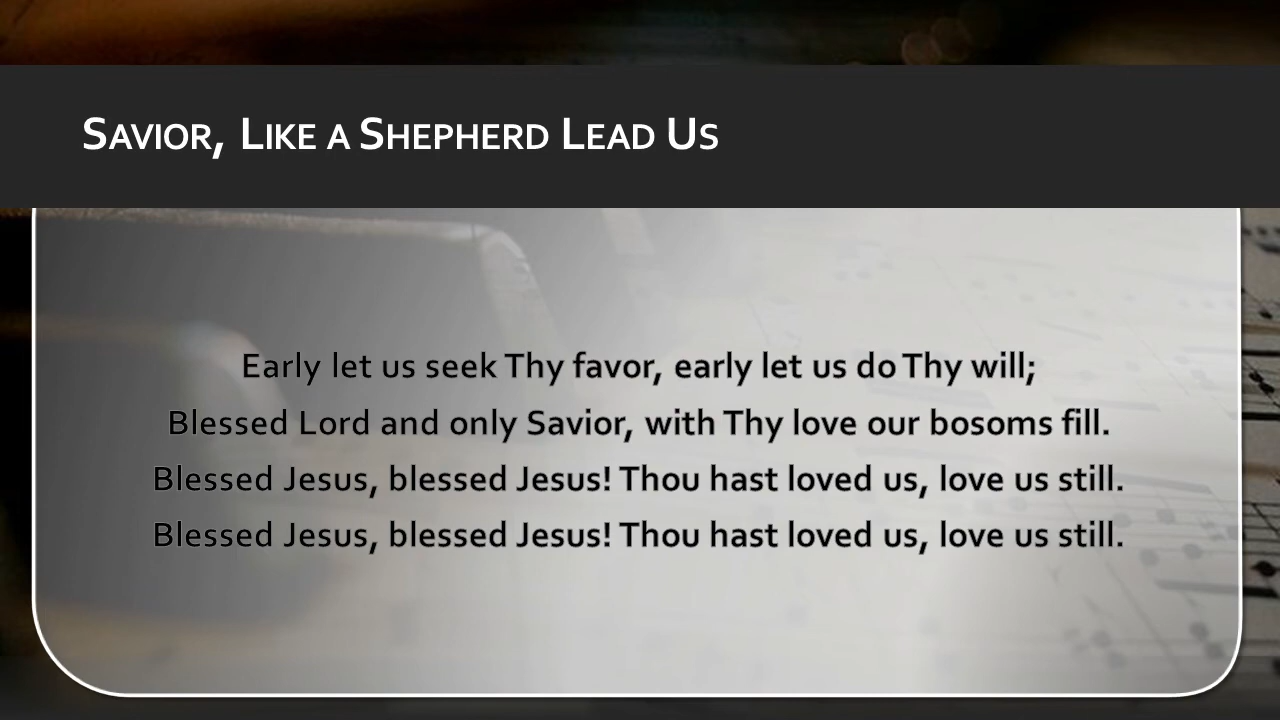 Savior, Like a Shepherd Lead Us
Early let us seek Thy favor, early let us do Thy will;
Blessed Lord and only Savior, with Thy love our bosoms fill.
Blessed Jesus, blessed Jesus! Thou hast loved us, love us still.
Blessed Jesus, blessed Jesus! Thou hast loved us, love us still.